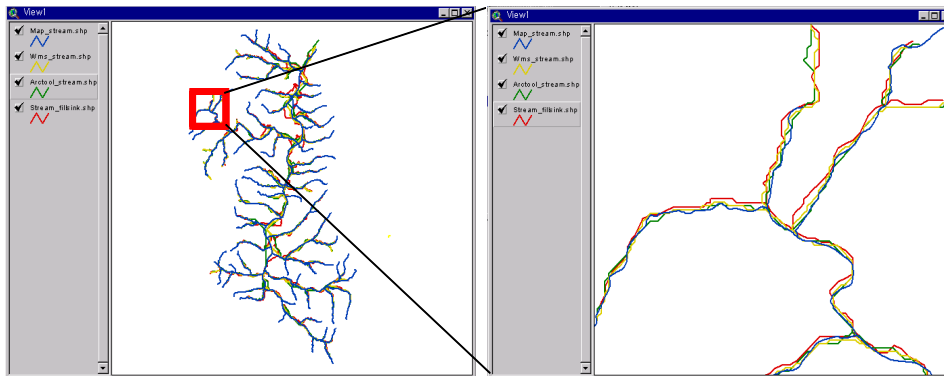 View1
Map_stream.shp
Wms_stream.shp
Arctool_stream.shp
Stream_fillsink.shp
View1
Map_stream.shp
Wms_stream.shp
Arctool_stream.shp
Stream_fillsink.shp